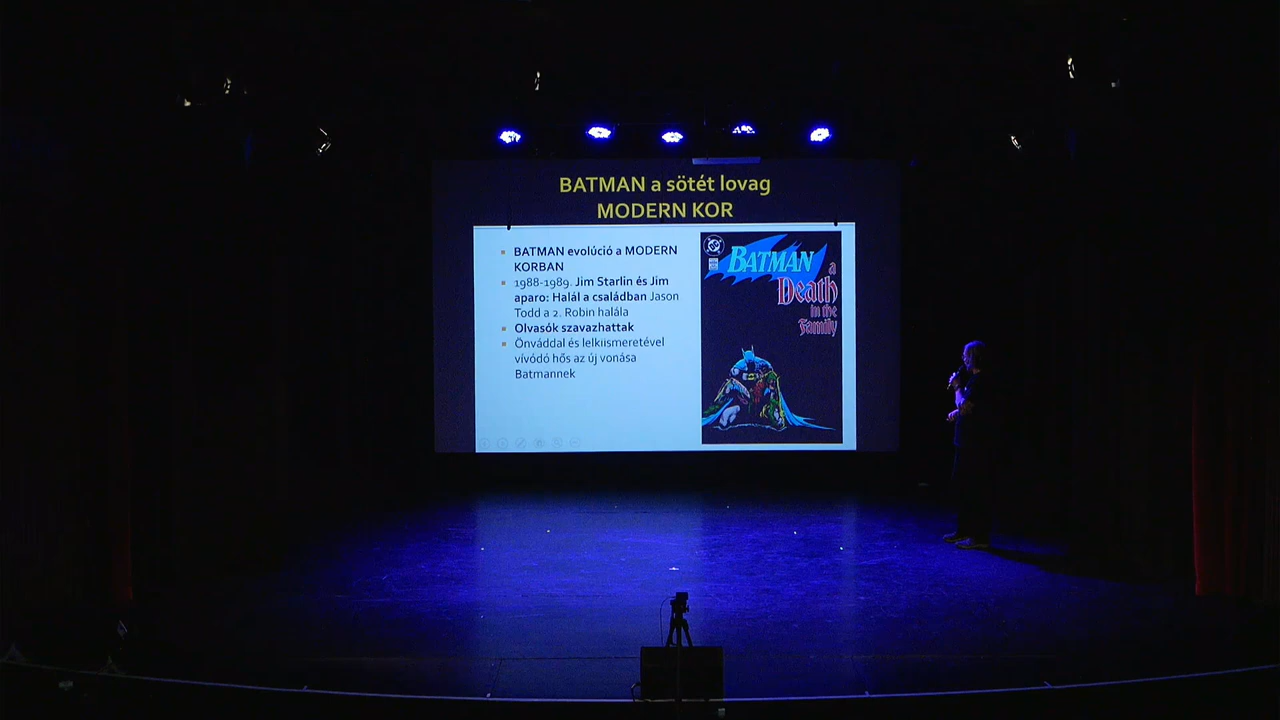 BATMAN a sötét lovag
MODERN KOR
BATMAN evolúció a MODERN
KORBAN
1988-1989. Jim Starlin és Jim
aparo: Halál a családban Jason
Todd a 2. Robin halála
Olvasók szavazhattak
Önváddal és lelkiismeretével
vívódó hős az új vonása
Batmannek
BATMAN
a
Death
in the
Family